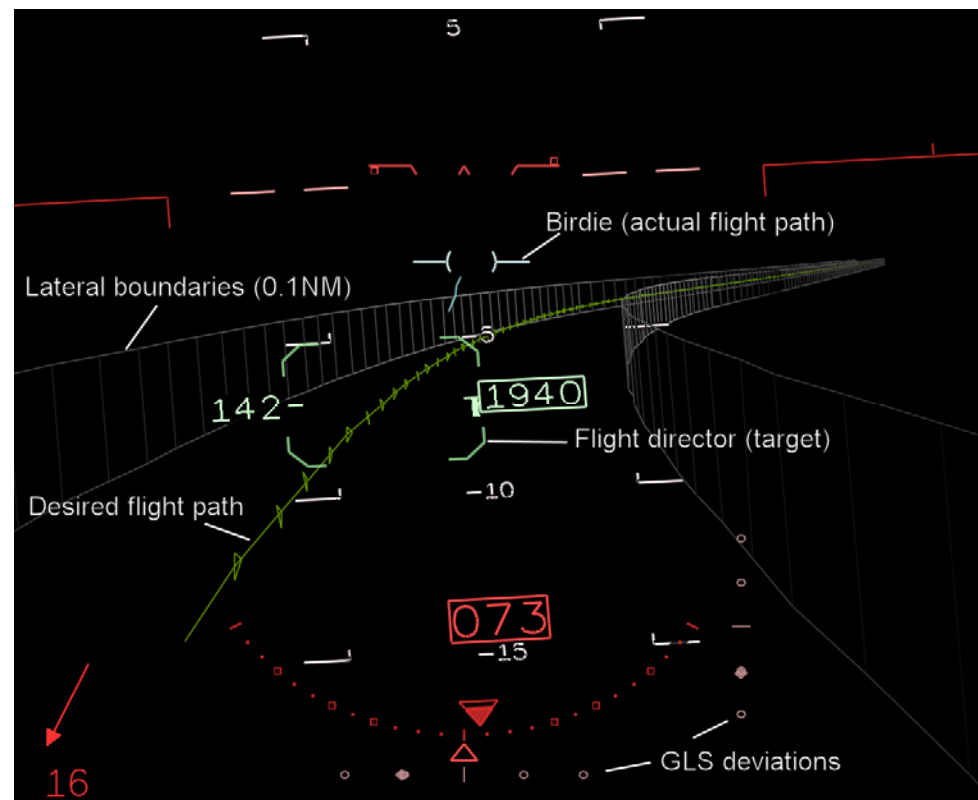 5
Birdie (actual flight path)
Lateral boundaries (0.1NM)
-5
142-
1940
Flight director (target)
-10
Desired flight path
073
-15
GLS deviations
16